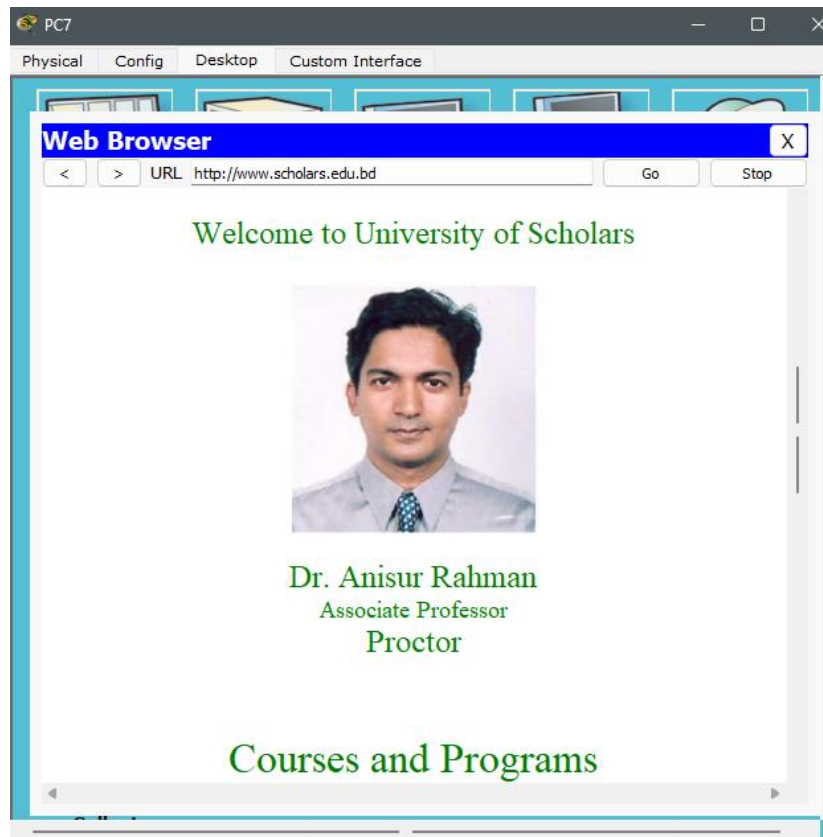 PC7
Physical Config Desktop Custom Interface
Web Browser X
< > URL http://www.scholars.edu.bd Go Stop
Welcome to University of Scholars
Dr. Anisur Rahman
Associate Professor
Proctor
Courses and Programs